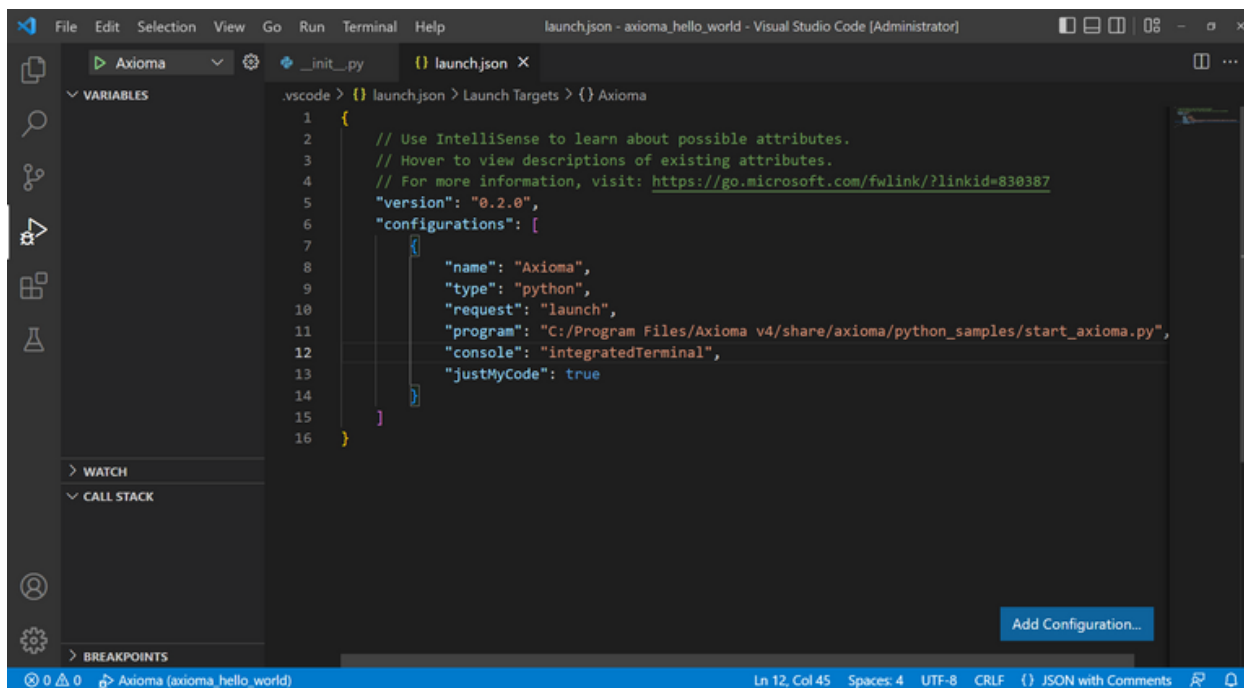 File Edit Selection View Go Run Terminal Help launch.json - axioma_hello_world - Visual Studio Code [Administrator]
Axioma
__init__.py
launch.json
VARIABLES
.vscode > {} launch.json > Launch Targets > {} Axioma
1 {
2 // Use IntelliSense to learn about possible attributes.
3 // Hover to view descriptions of existing attributes.
4 // For more information, visit: https://go.microsoft.com/fwlink/?linkid=830387
5 "version": "0.2.0",
6 "configurations": [
7 {
8 "name": "Axioma",
9 "type": "python",
10 "request": "launch",
11 "program": "C:/Program Files/Axioma v4/share/axioma/python_samples/start_axioma.py",
12 "console": "integratedTerminal",
13 "justMyCode": true
14 }
15 ]
16 }
WATCH
CALL STACK
Add Configuration...
BREAKPOINTS
0 0 Axioma (axioma_hello_world) Ln 12, Col 45 Spaces: 4 UTF-8 CRLF {} JSON with Comments